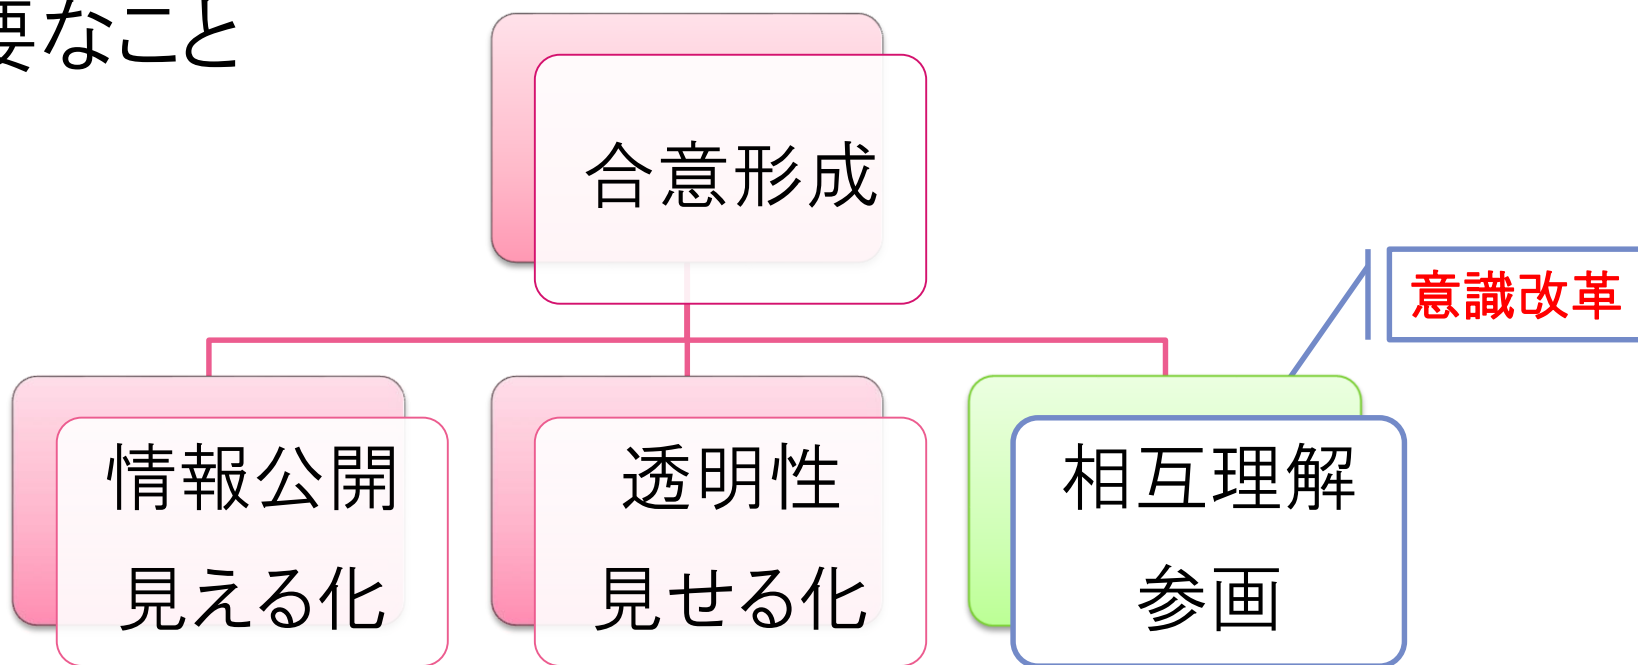 要なこと
合意形成
意識改革
情報公開
見える化
透明性
見せる化
相互理解
参画